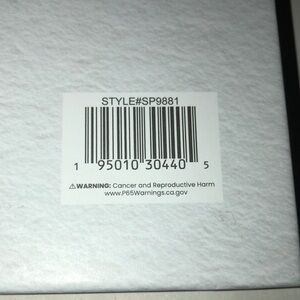 STYLE#SP9881
1 95010 30440 5
⚠WARNING: Cancer and Reproductive Harm
www.P65Warnings.ca.gov